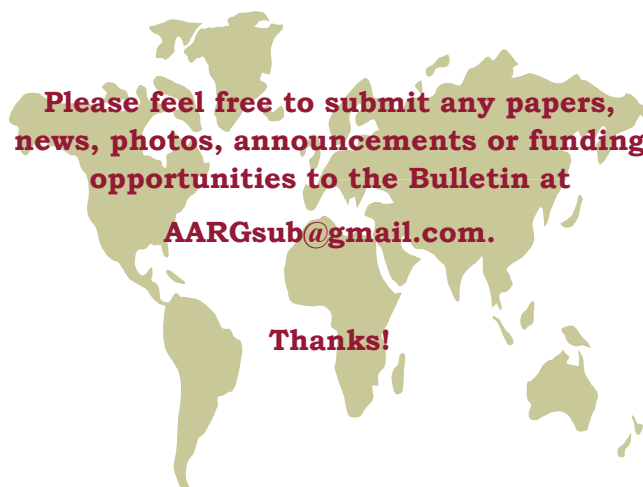 Please feel free to submit any papers,
news, photos, announcements or funding
opportunities to the Bulletin at
AARGsub@gmail.com.
Thanks!